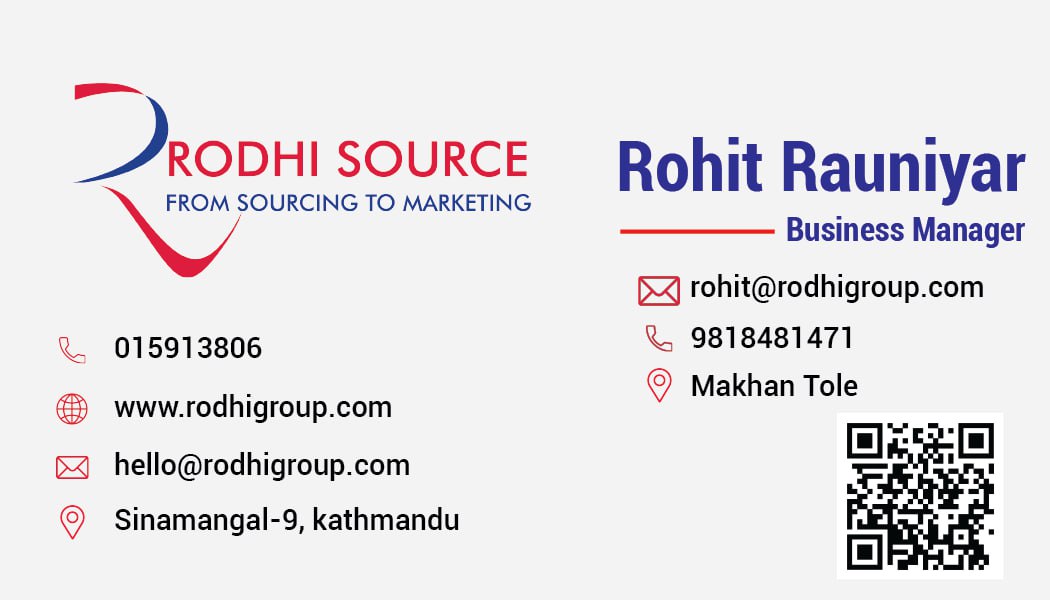 RODHI SOURCE
FROM SOURCING TO MARKETING
015913806
www.rodhigroup.com
hello@rodhigroup.com
Sinamangal-9, kathmandu
Rohit Rauniyar
Business Manager
rohit@rodhigroup.com
9818481471
Makhan Tole